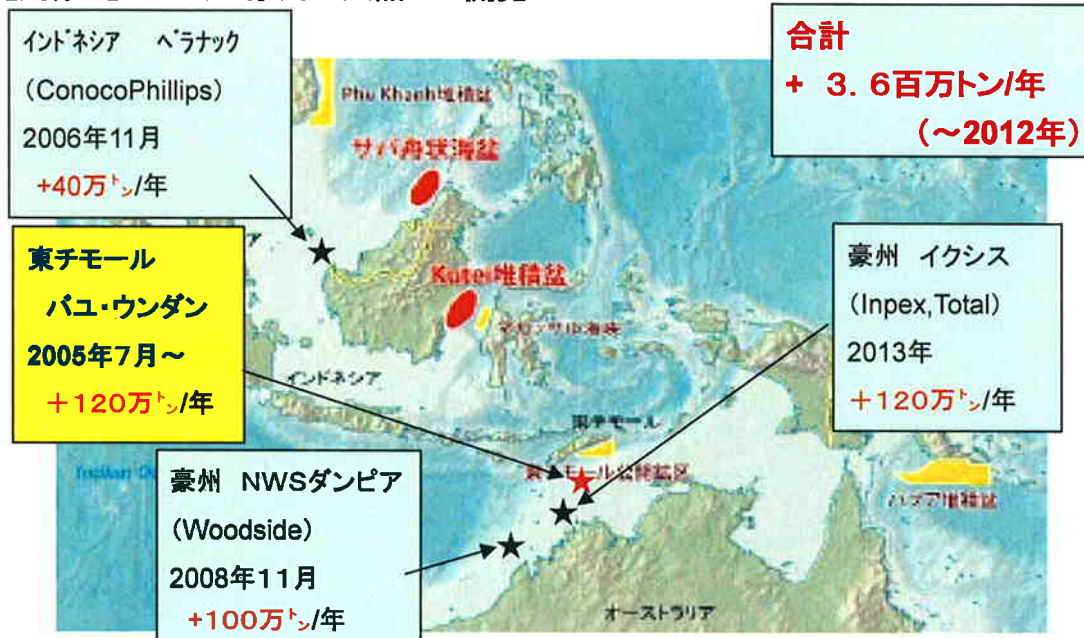 インドネシア ベラナック
(ConocoPhillips)
2006年11月
+40万トン/年
合計
+ 3.6百万トン/年
(～2012年)
Phu Khanh堆積盆
サバ舟状海盆
東チモール
バユ・ウンダン
2005年7月～
+120万トン/年
Kutei堆積盆
インドネシア
豪州 イクシス
(Inpex,Total)
2013年
+120万トン/年
東チモール
豪州 NWSダンピア
(Woodside)
2008年11月
+100万トン/年
パプア堆積盆
オーストラリア